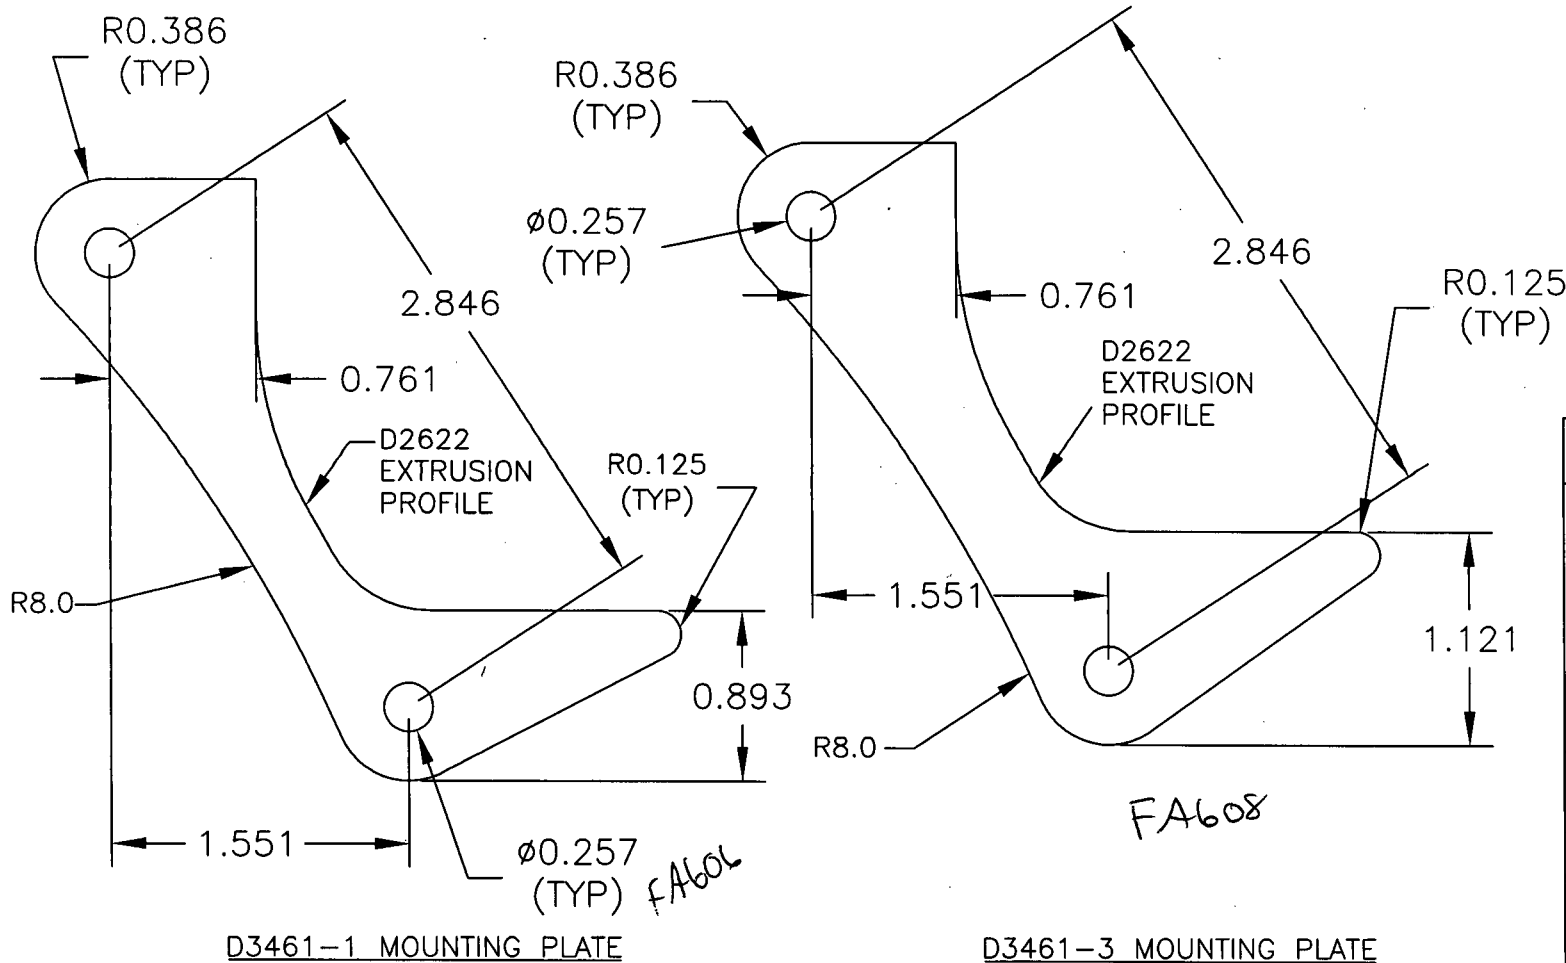 R0.386
(TYP)
2.846
0.761
D2622
EXTRUSION
PROFILE
R0.125
(TYP)
R8.0
0.893
1.551
ø0.257
(TYP)
FA606
D3461-1 MOUNTING PLATE
R0.386
(TYP)
ø0.257
(TYP)
2.846
0.761
R0.125
(TYP)
D2622
EXTRUSION
PROFILE
1.551
1.121
R8.0
FA608
D3461-3 MOUNTING PLATE